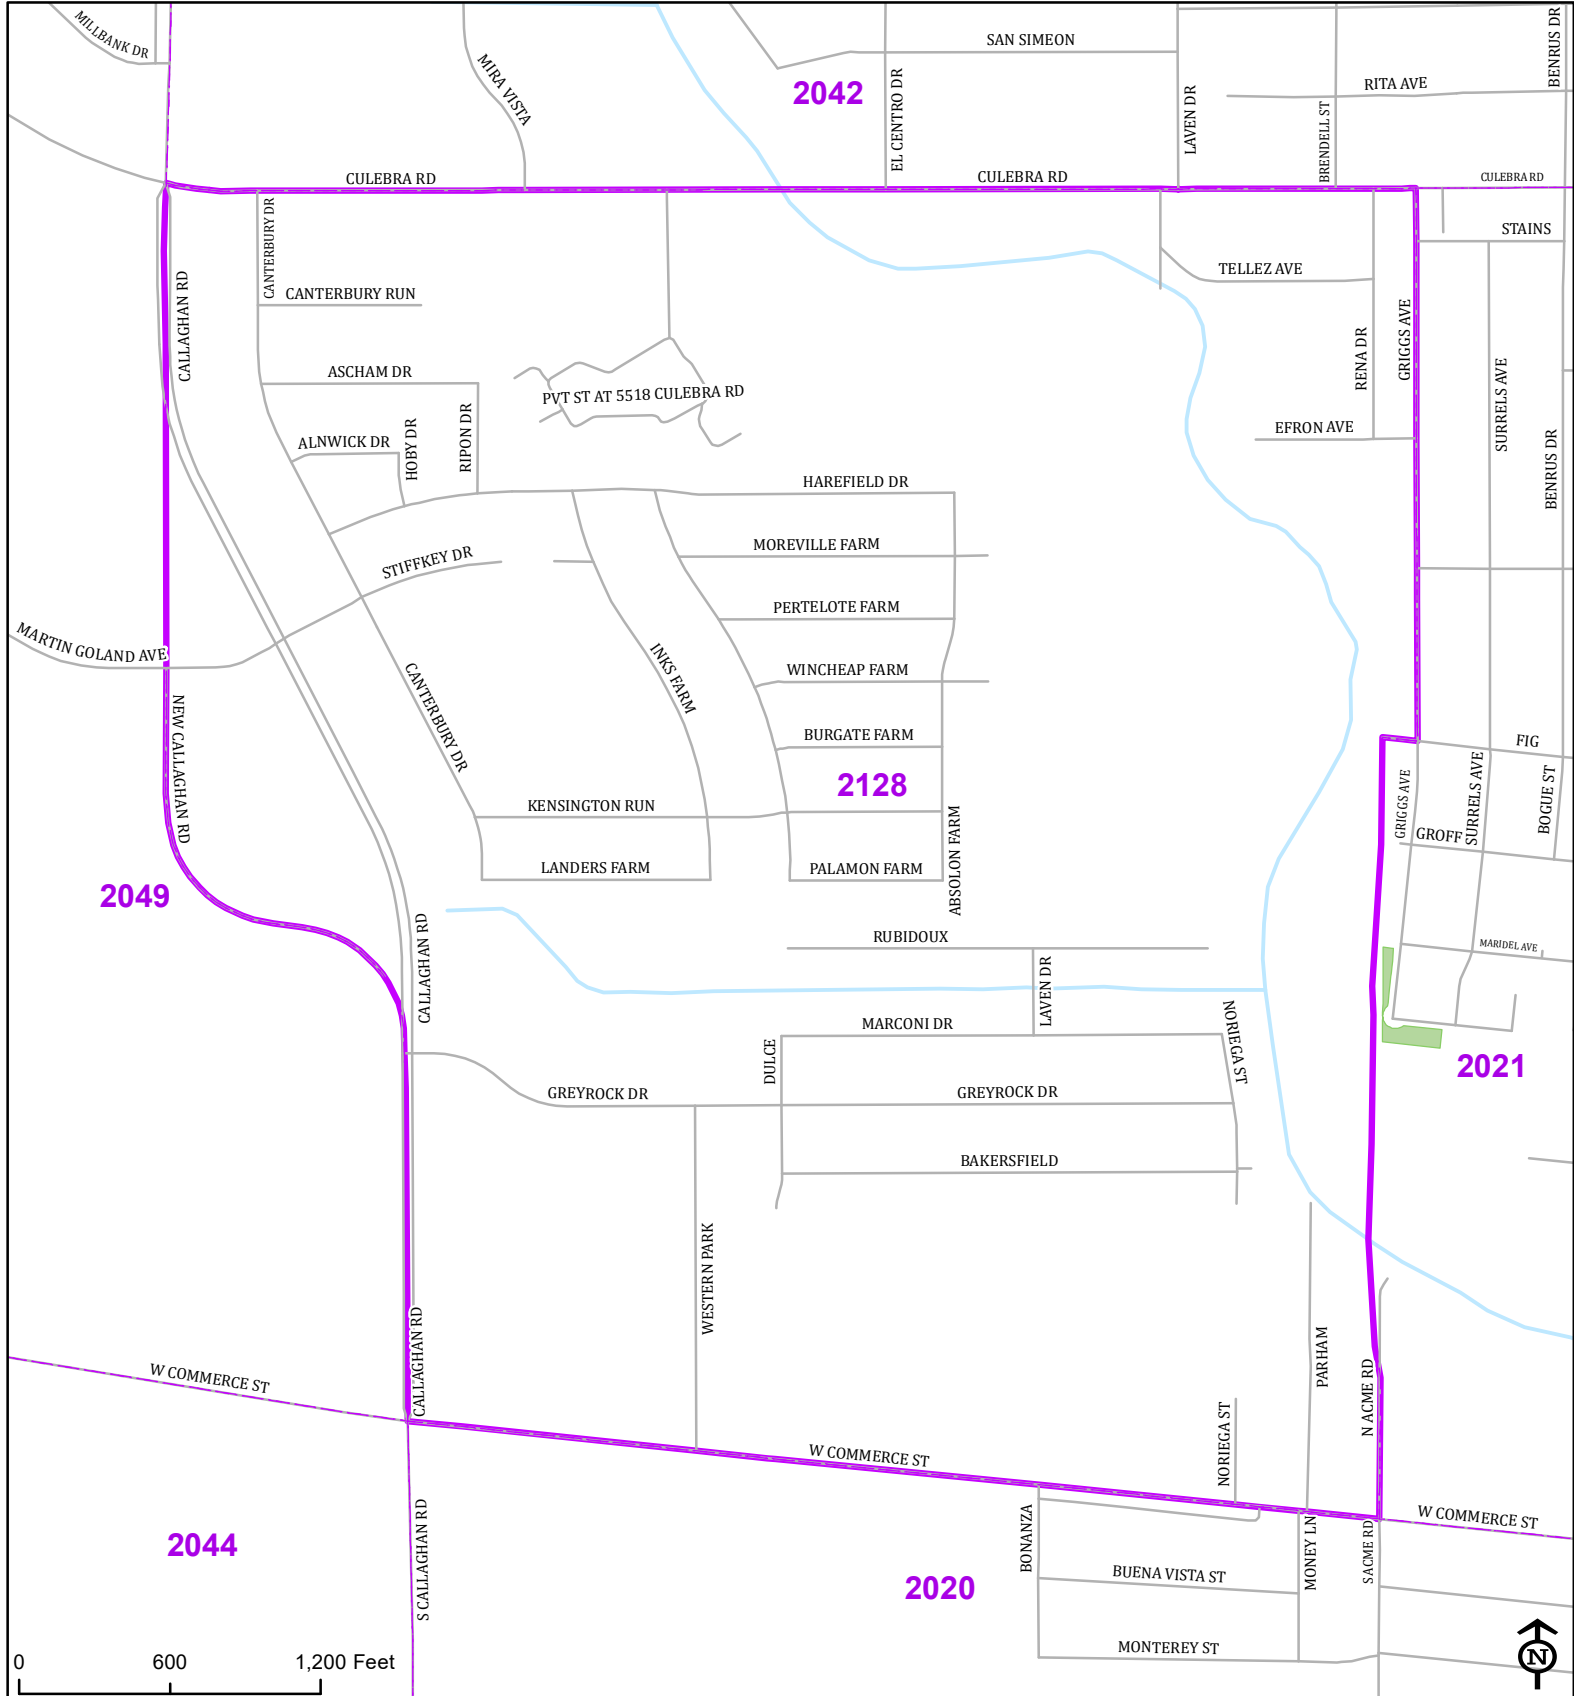 MILLBANK DR
MIRA VISTA
SAN SIMEON
2042
EL CENTRO DR
LAVEN DR
RITA AVE
BRENDELL ST
BENRUS DR
CULEBRA RD
CULEBRA RD
CULEBRA RD
STAINS
CANTERBURY DR
CALLAGHAN RD
CANTERBURY RUN
TELLEZ AVE
GRIGGS AVE
RENA DR
SURRELS AVE
ASCHAM DR
PVT ST AT 5518 CULEBRA RD
ALNWICK DR
HOBY DR
RIPON DR
EFRON AVE
BENRUS DR
HAREFIELD DR
MOREVILLE FARM
STIFFKEY DR
PERTELOTE FARM
MARTIN GOLAND AVE
WINCHEAP FARM
INKS FARM
CANTERBURY DR
NEW CALLAGHAN RD
BURGATE FARM
FIG
2128
KENSINGTON RUN
GRIGGS AVE
SURRELS AVE
BOGUE ST
GROFF
LANDERS FARM
PALAMON FARM
ABSOLON FARM
2049
CALLAGHAN RD
RUBIDOUX
MARIDEL AVE
LAVEN DR
MARCONI DR
NORIEGA ST
DULCE
2021
GREYROCK DR
GREYROCK DR
BAKERSFIELD
WESTERN PARK
PARHAM
CALLAGHAN RD
W COMMERCE ST
N ACME RD
NORIEGA ST
W COMMERCE ST
W COMMERCE ST
S CALLAGHAN RD
2044
BONANZA
MONEY LN
S ACME RD
BUENA VISTA ST
2020
MONTEREY ST
0 600 1,200 Feet
N